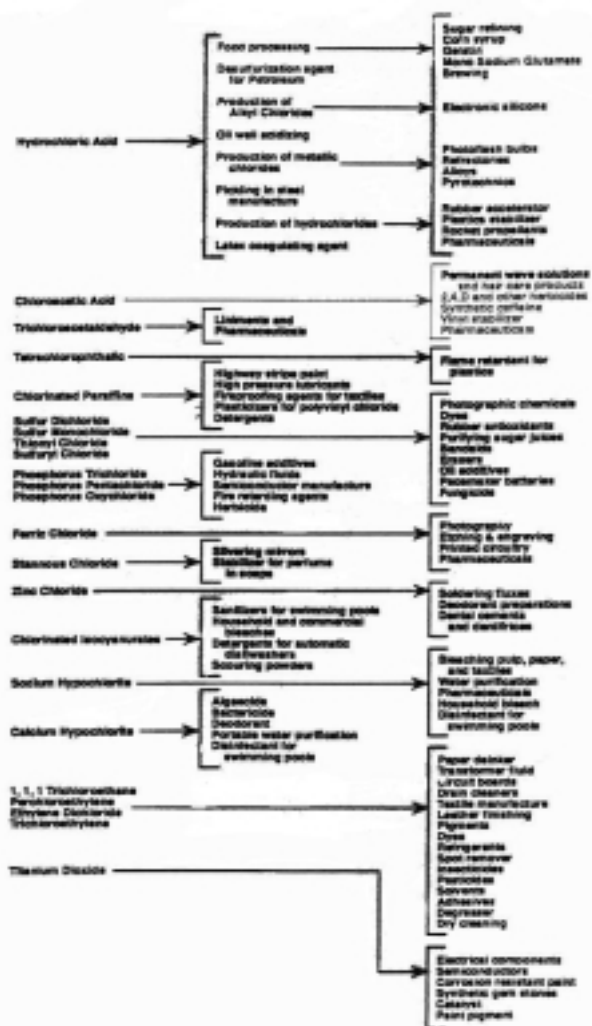 Hydrochloric Acid
Food processing
Desulfurization agent
for Petroleum
Production of
Alkyl Chlorides
Oil well acidizing
Production of metallic
chlorides
Pickling in steel
manufacture
Production of hydrochlorides
Latex coagulating agent
Sugar refining
Corn syrup
Gelatin
Mono Sodium Glutamate
Brewing
Electronic silicone
Photoflash bulbs
Refractories
Alloys
Pyrotechnics
Rubber accelerator
Plastics stabilizer
Rocket propellants
Pharmaceuticals
Chloroacetic Acid
Permanent wave solutions
and hair care products
2,4,D and other herbicides
Synthetic caffeine
Vinyl stabilizer
Pharmaceuticals
Trichloroacetaldehyde
Liniments and
Pharmaceuticals
Tetrachlorophthalic
Flame retardant for
plastics
Chlorinated Paraffins
Highway stripe paint
High pressure lubricants
Fireproofing agents for textiles
Plasticizers for polyvinyl chloride
Detergents
Sulfur Dichloride
Sulfur Monochloride
Thionyl Chloride
Sulfuryl Chloride
Photographic chemicals
Dyes
Rubber antioxidants
Purifying sugar juices
Bandaids
Erasers
Oil additives
Pacemaker batteries
Fungicide
Phosphorus Trichloride
Phosphorus Pentachloride
Phosphorus Oxychloride
Gasoline additives
Hydraulic fluids
Semiconductor manufacture
Fire retarding agents
Herbicide
Ferric Chloride
Photography
Etching & engraving
Printed circuitry
Pharmaceuticals
Stannous Chloride
Silvering mirrors
Stabilizer for perfume
in soaps
Zinc Chloride
Soldering fluxes
Deodorant preparations
Dental cements
and dentifrices
Chlorinated Isocyanurates
Sanitizers for swimming pools
Household and commercial
bleaches
Detergents for automatic
dishwashers
Scouring powders
Sodium Hypochlorite
Bleaching pulp, paper,
and textiles
Water purification
Pharmaceuticals
Household bleach
Disinfectant for
swimming pools
Calcium Hypochlorite
Algaecide
Bactericide
Deodorant
Portable water purification
Disinfectant for
swimming pools
1, 1, 1 Trichloroethane
Perchloroethylene
Ethylene Dichloride
Trichloroethylene
Paper deinker
Transformer fluid
Circuit boards
Drain cleaners
Textile manufacture
Leather finishing
Pigments
Dyes
Refrigerants
Spot remover
Insecticides
Pesticides
Solvents
Adhesives
Degreaser
Dry cleaning
Titanium Dioxide
Electrical components
Semiconductors
Corrosion resistant paint
Synthetic gem stones
Catalyst
Paint pigment